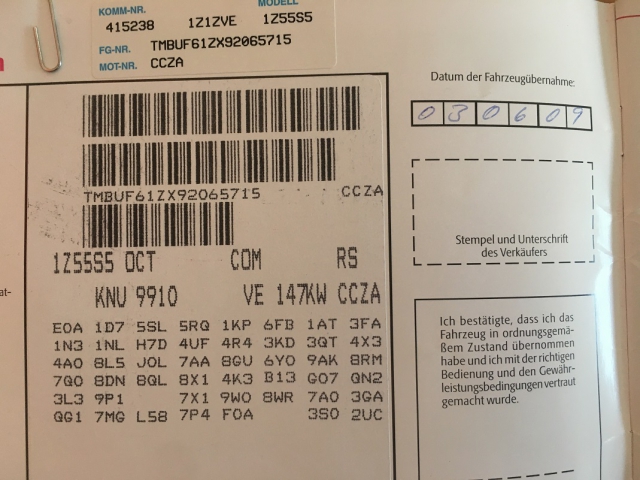 KOMM-NR.
MODELL
415238 1Z1ZVE 1Z55S5
FG-NR. TMBUF61ZX92065715
MOT-NR. CCZA
TMBUF61ZX92065715 CCZA
1Z55S5 OCT COM RS
KNU 9910 VE 147KW CCZA
E0A 1D7 5SL 5RQ 1KP 6FB 1AT 3FA
1N3 1NL H7D 4UF 4R4 3KD 3QT 4X3
4A0 8L5 J0L 7AA 8GU 6Y0 9AK 8RM
7Q0 8DN 8QL 8X1 4K3 B13 G07 QN2
3L3 9P1 7X1 9W0 8WR 7A0 3GA
QG1 7MG L58 7P4 F0A 3S0 2UC
Datum der Fahrzeugübernahme:
030609
Stempel und Unterschrift
des Verkäufers
Ich bestätigte, dass ich das
Fahrzeug in ordnungsgemä-
ßem Zustand übernommen
habe und ich mit der richtigen
Bedienung und den Gewähr-
leistungsbedingungen vertraut
gemacht wurde.